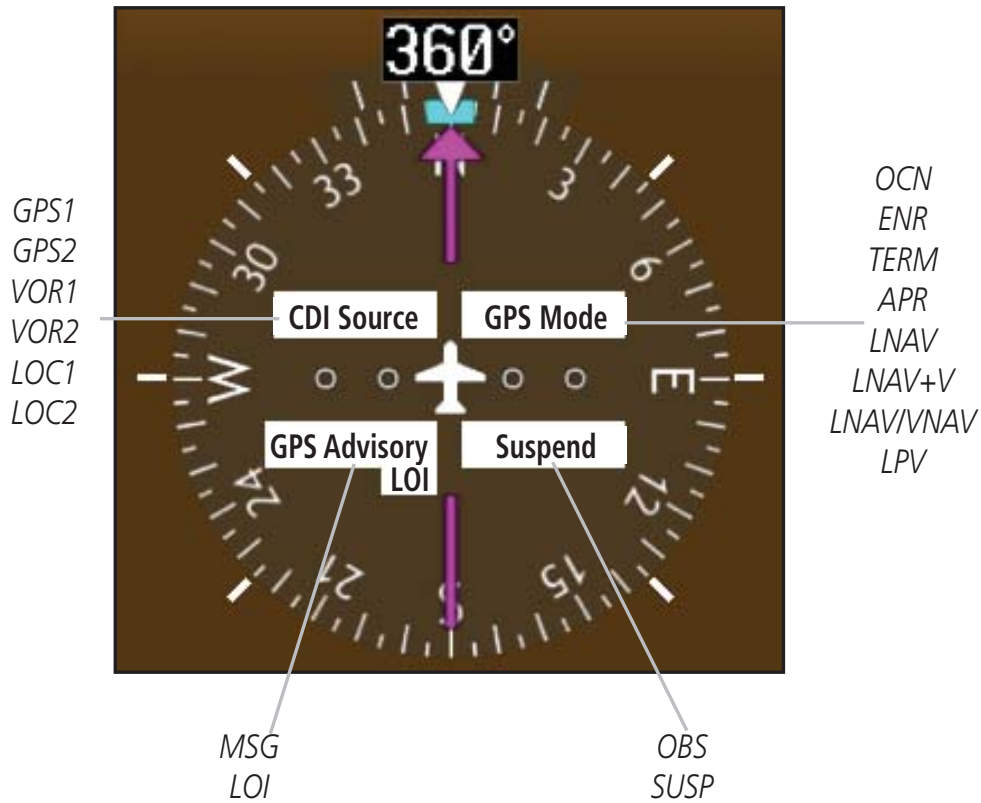 360°
33
3
30
6
GPS1
GPS2
VOR1
VOR2
LOC1
LOC2
CDI Source
GPS Mode
OCN
ENR
TERM
APR
LNAV
LNAV+V
LNAV/VNAV
LPV
W
E
GPS Advisory
LOI
Suspend
24
12
21
15
S
MSG
LOI
OBS
SUSP